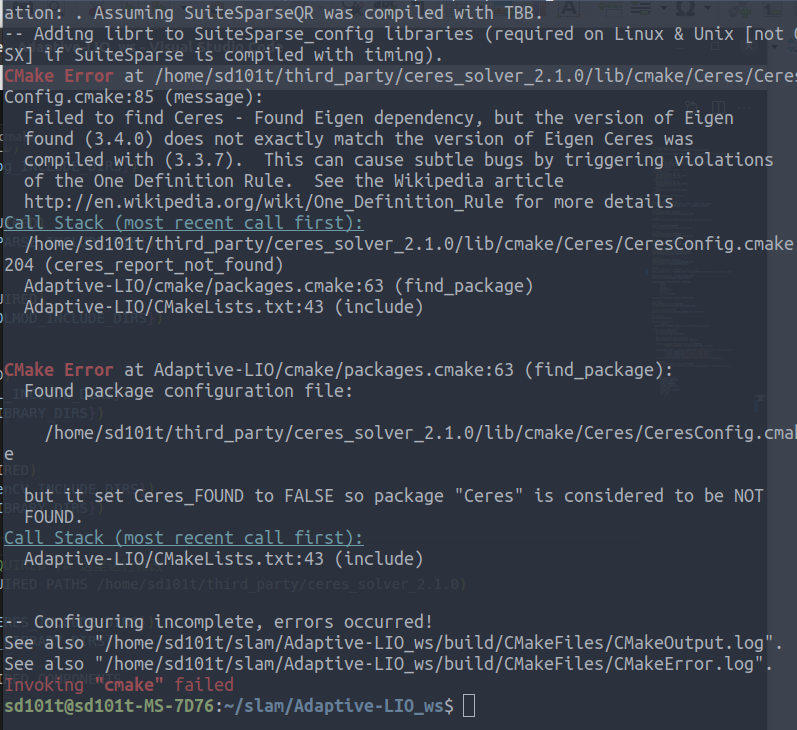 ation: . Assuming SuiteSparseQR was compiled with TBB.
-- Adding librt to SuiteSparse_config libraries (required on Linux & Unix [not O
SX] if SuiteSparse is compiled with timing).
CMake Error at /home/sd101t/third_party/ceres_solver_2.1.0/lib/cmake/Ceres/Ceres
Config.cmake:85 (message):
  Failed to find Ceres - Found Eigen dependency, but the version of Eigen
  found (3.4.0) does not exactly match the version of Eigen Ceres was
  compiled with (3.3.7).  This can cause subtle bugs by triggering violations
  of the One Definition Rule.  See the Wikipedia article
  http://en.wikipedia.org/wiki/One_Definition_Rule for more details
Call Stack (most recent call first):
  /home/sd101t/third_party/ceres_solver_2.1.0/lib/cmake/Ceres/CeresConfig.cmake
204 (ceres_report_not_found)
  Adaptive-LIO/cmake/packages.cmake:63 (find_package)
  Adaptive-LIO/CMakeLists.txt:43 (include)
CMake Error at Adaptive-LIO/cmake/packages.cmake:63 (find_package):
  Found package configuration file:
    /home/sd101t/third_party/ceres_solver_2.1.0/lib/cmake/Ceres/CeresConfig.cmak
e
  but it set Ceres_FOUND to FALSE so package "Ceres" is considered to be NOT
  FOUND.
Call Stack (most recent call first):
  Adaptive-LIO/CMakeLists.txt:43 (include)
-- Configuring incomplete, errors occurred!
See also "/home/sd101t/slam/Adaptive-LIO_ws/build/CMakeFiles/CMakeOutput.log".
See also "/home/sd101t/slam/Adaptive-LIO_ws/build/CMakeFiles/CMakeError.log".
Invoking "cmake" failed
sd101t@sd101t-MS-7D76:~/slam/Adaptive-LIO_ws$